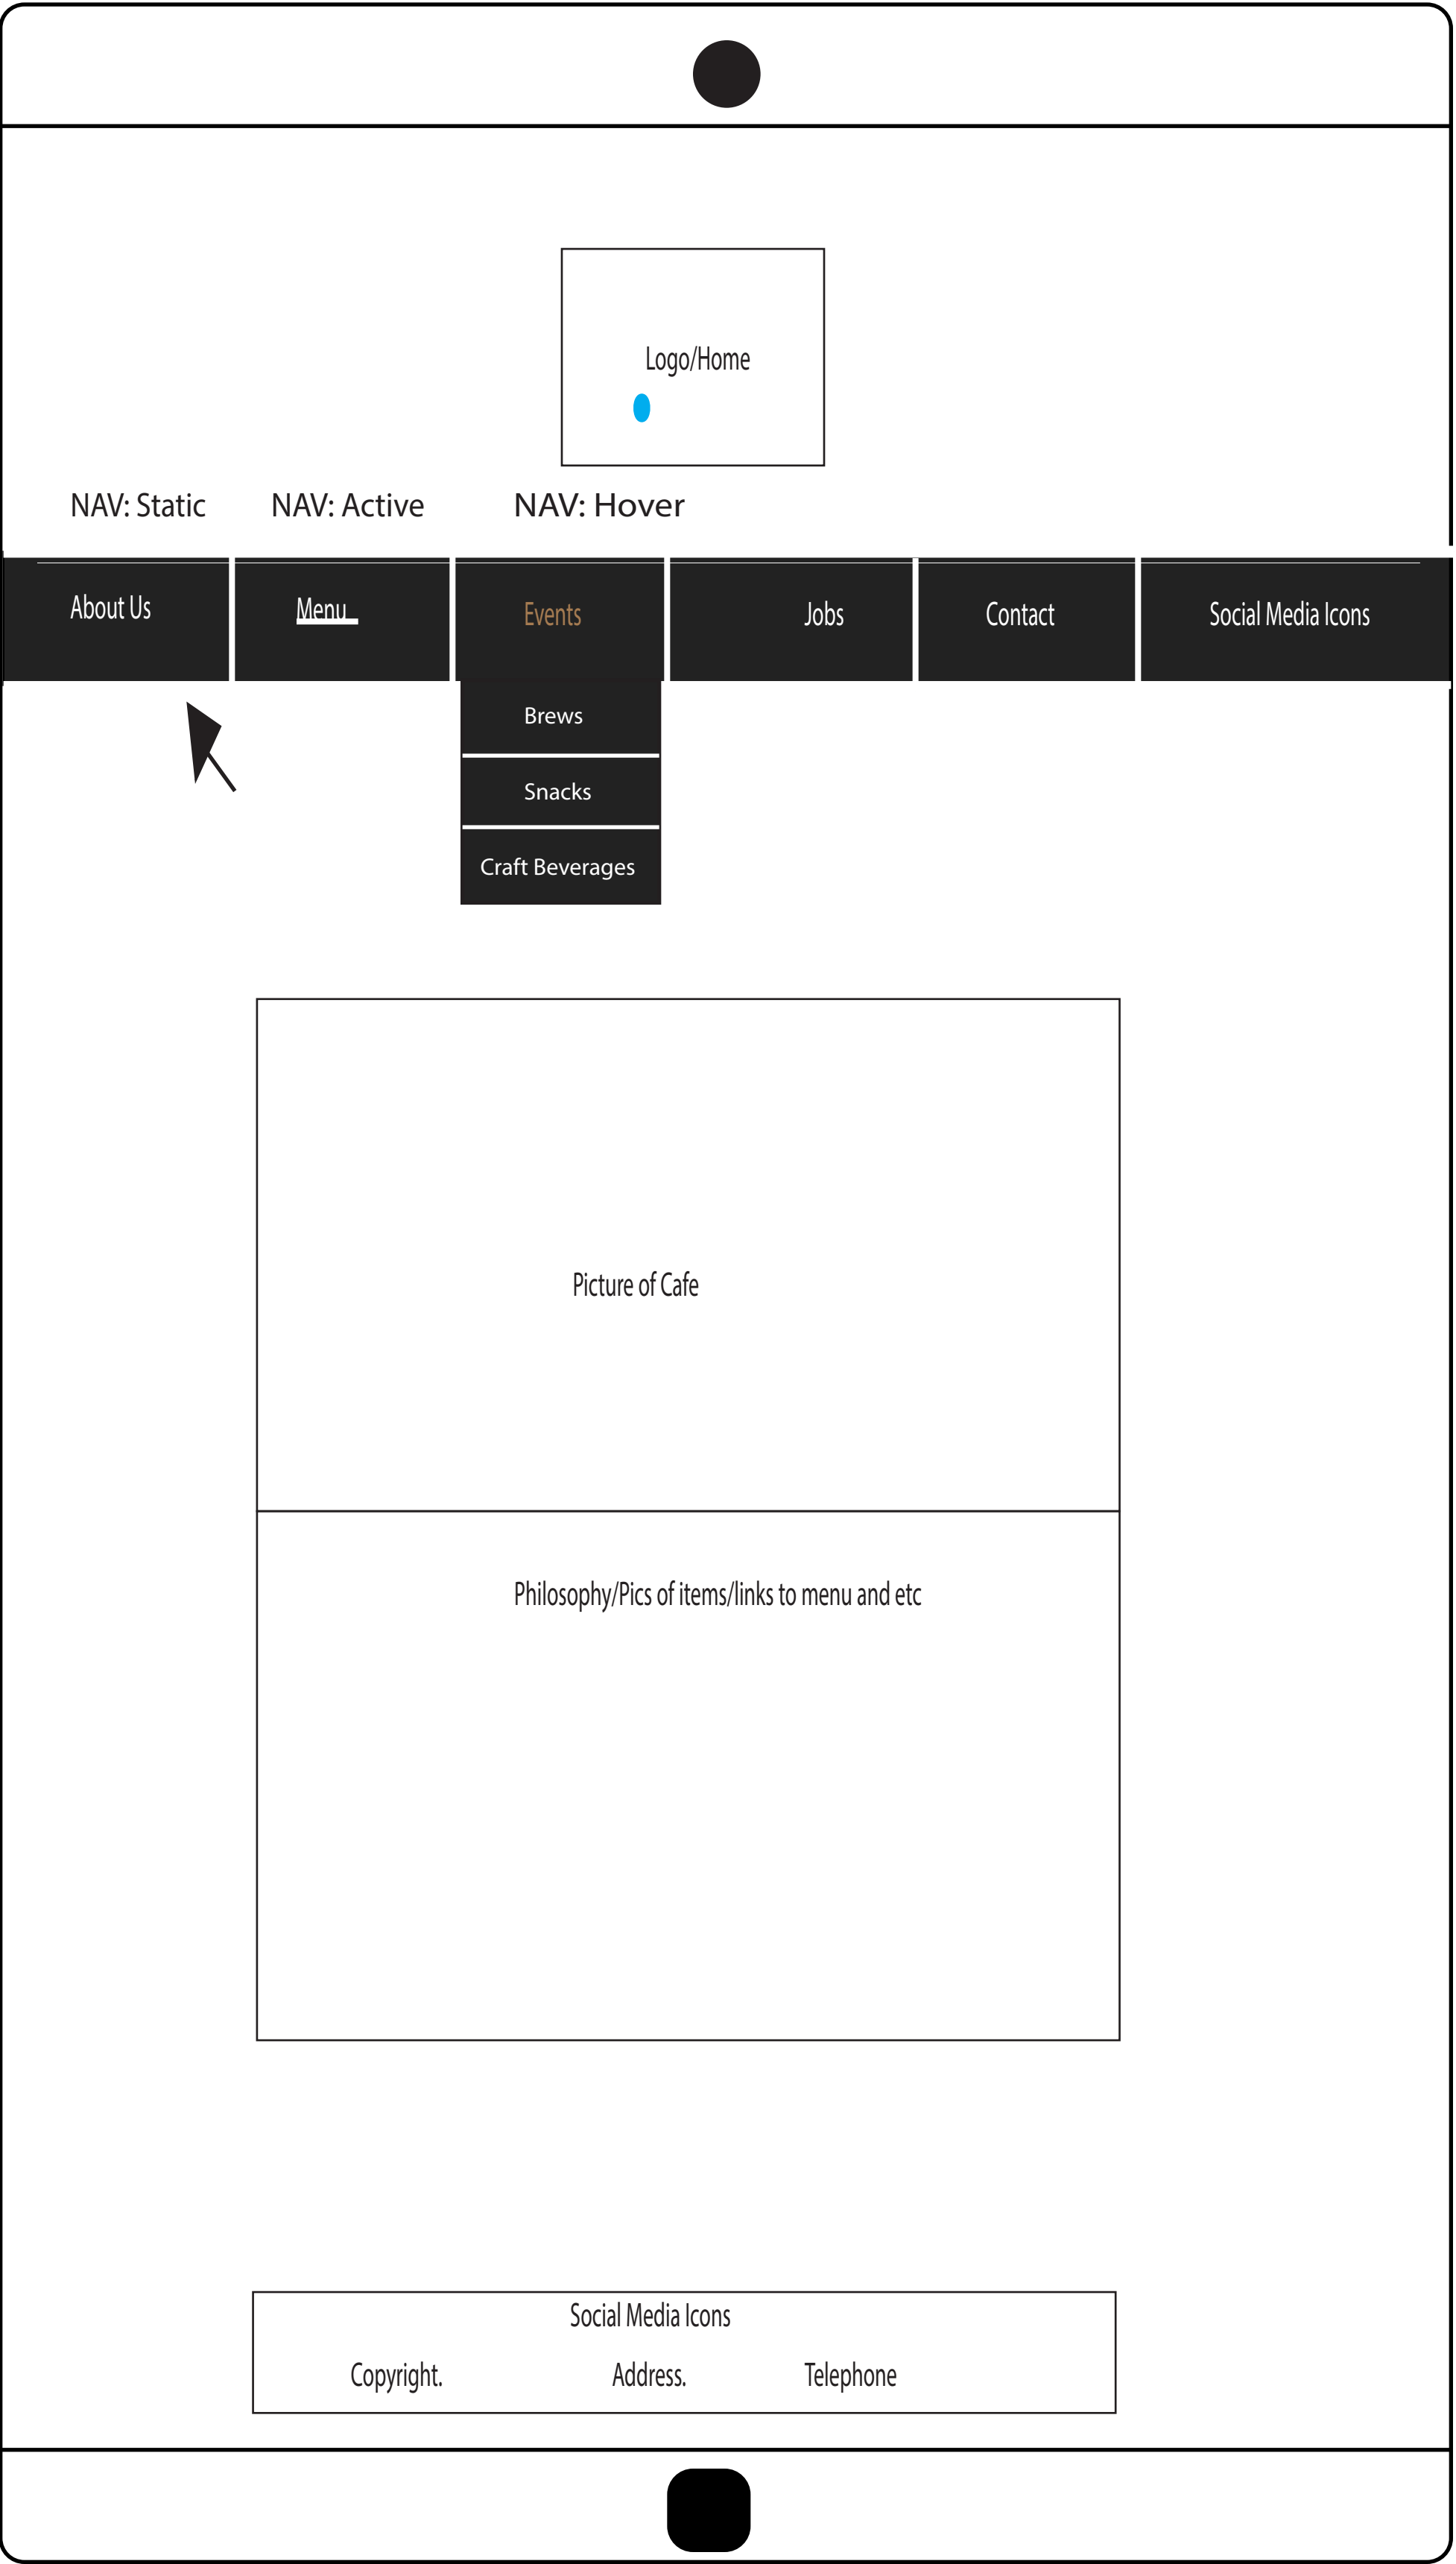 Logo/Home
NAV: Static NAV: Active NAV: Hover
About Us Menu Events Jobs Contact Social Media Icons
Brews
Snacks
Craft Beverages
Picture of Cafe
Philosophy/Pics of items/links to menu and etc
Social Media Icons
Copyright. Address. Telephone